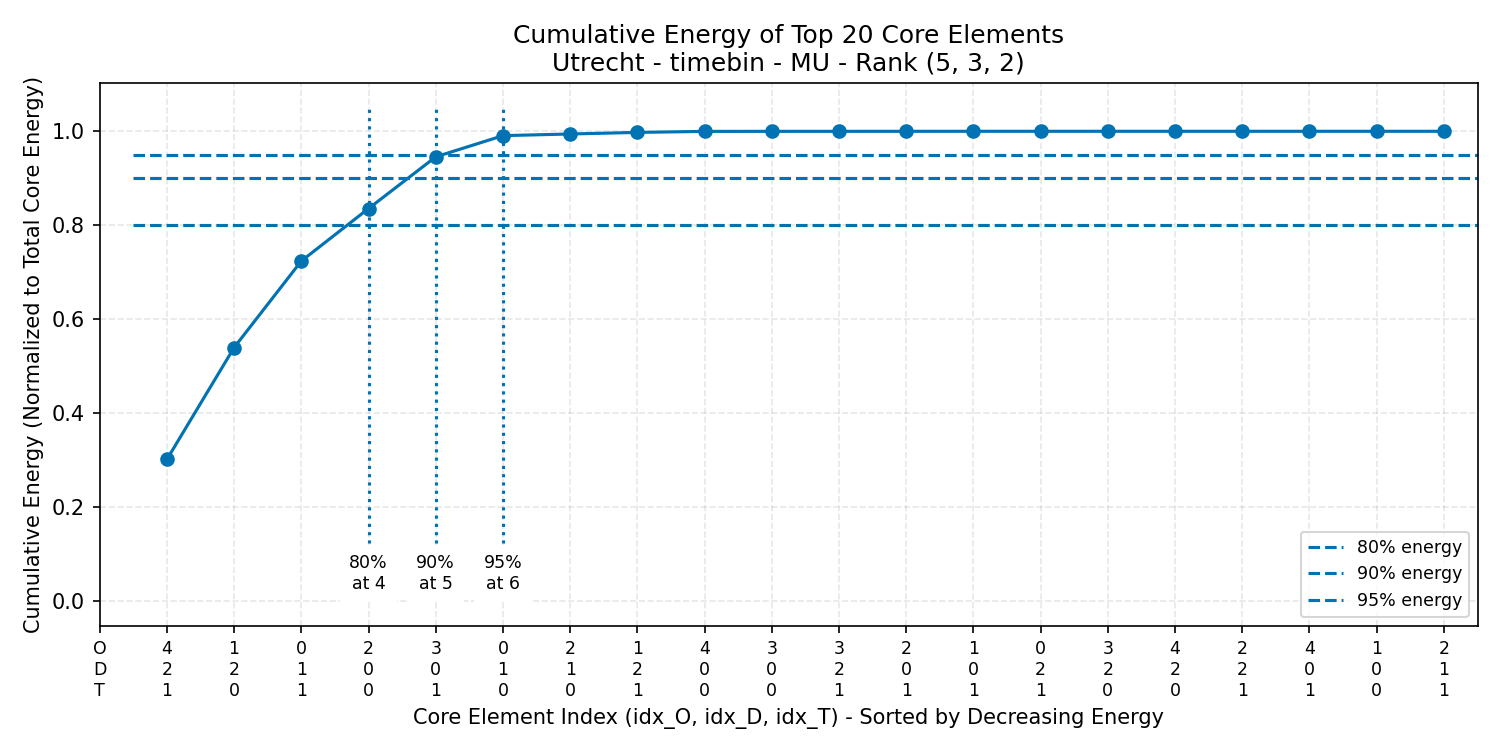 Cumulative Energy of Top 20 Core Elements
Utrecht - timebin - MU - Rank (5, 3, 2)
Cumulative Energy (Normalized to Total Core Energy)
1.0
0.8
0.6
0.4
0.2
0.0
80% 90% 95%
at 4 at 5 at 6
80% energy
90% energy
95% energy
O 4 1 0 2 3 0 2 1 4 3 3 2 1 0 3 4 2 4 1 2
D 2 2 1 0 0 1 1 2 0 0 2 0 0 2 2 2 2 0 0 1
T 1 0 1 0 1 0 0 1 0 0 1 1 1 1 0 0 1 1 0 1
Core Element Index (idx_O, idx_D, idx_T) - Sorted by Decreasing Energy